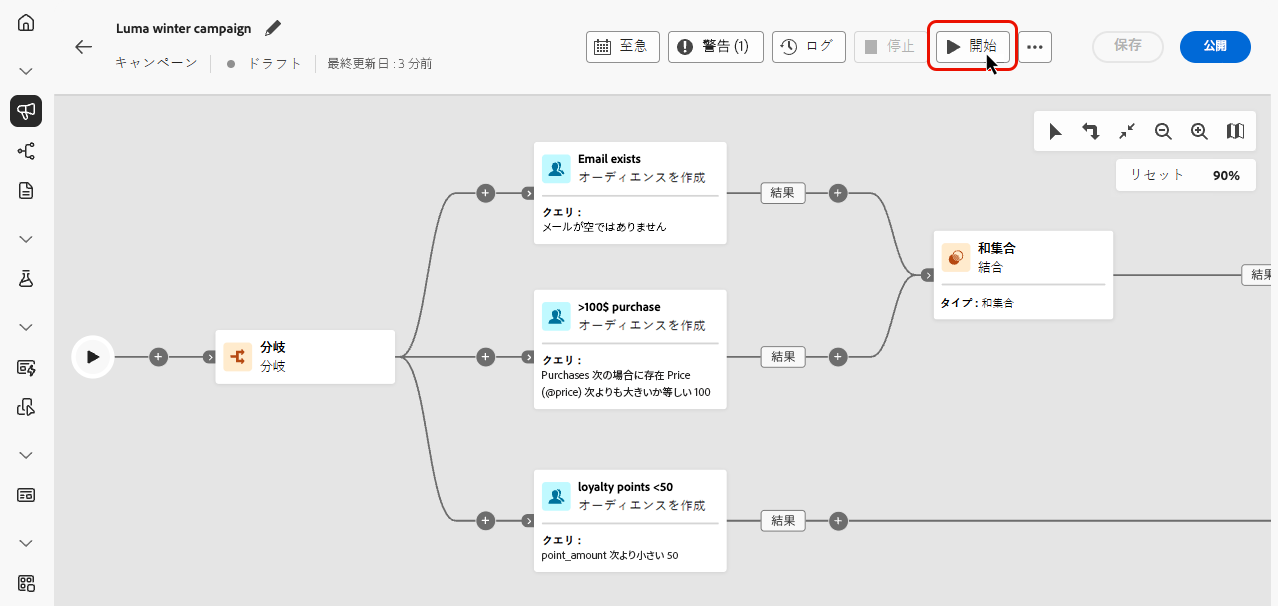 Luma winter campaign
キャンペーン
ドラフト
最終更新日 : 3 分前
至急
警告 (1)
ログ
停止
開始
保存
公開
リセット
90%
Email exists
オーディエンスを作成
クエリ :
メールが空ではありません
結果
和集合
結合
タイプ : 和集合
結果
>100$ purchase
オーディエンスを作成
クエリ :
Purchases 次の場合に存在 Price
(@price) 次よりも大きいか等しい 100
結果
分岐
分岐
loyalty points <50
オーディエンスを作成
クエリ :
point_amount 次より小さい 50
結果